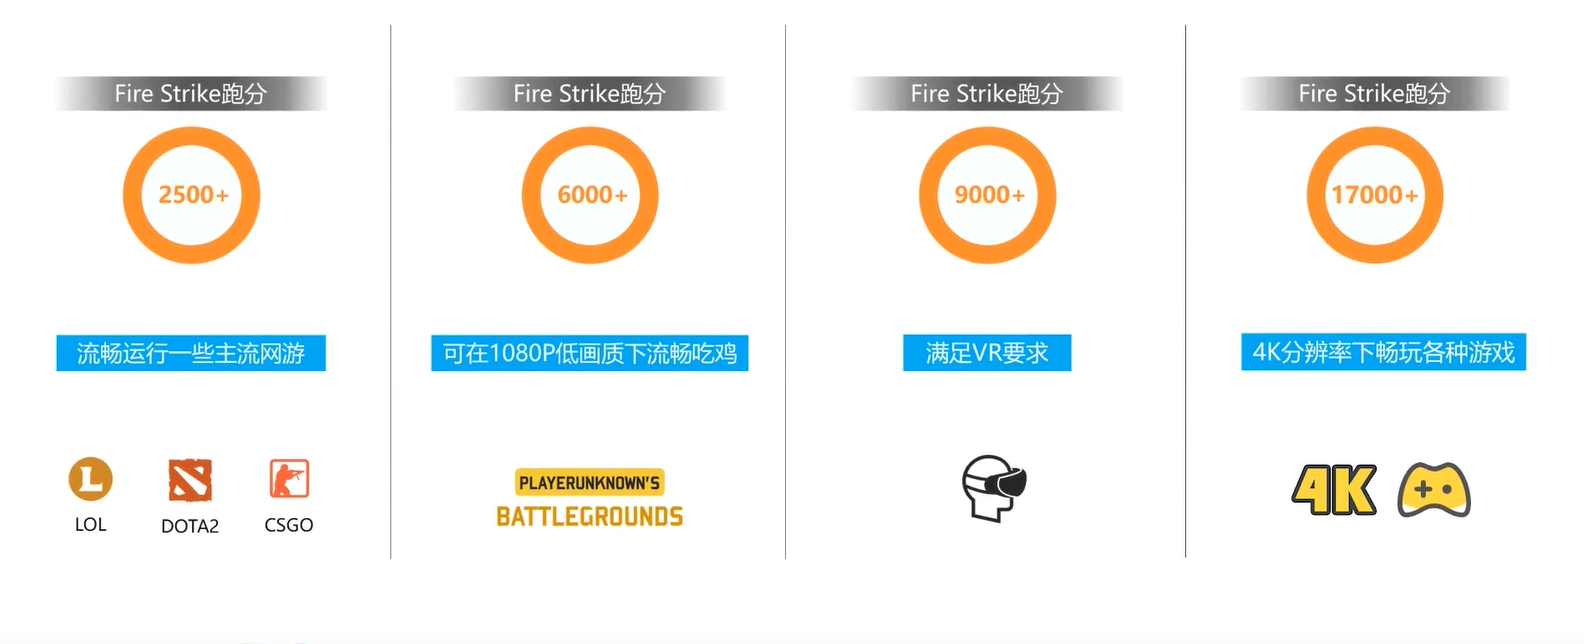 Fire Strike跑分
2500+
流畅运行一些主流网游
LOL
DOTA2
CSGO
Fire Strike跑分
6000+
可在1080P低画质下流畅吃鸡
PLAYERUNKNOWN'S
BATTLEGROUNDS
Fire Strike跑分
9000+
满足VR要求
Fire Strike跑分
17000+
4K分辨率下畅玩各种游戏
4K